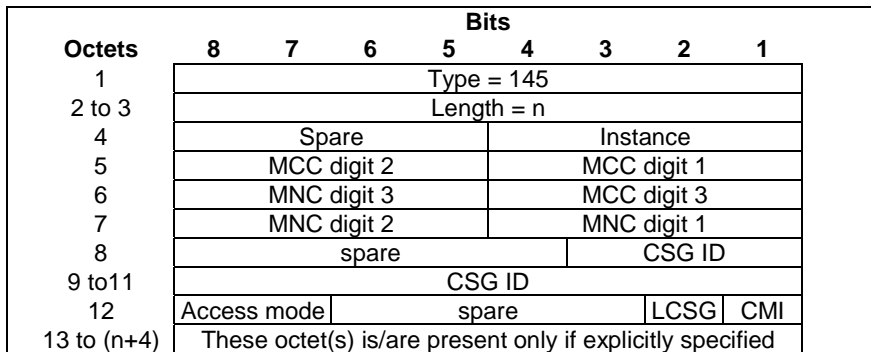 Bits
Octets 8 7 6 5 4 3 2 1
1 Type = 145
2 to 3 Length = n
4 Spare Instance
5 MCC digit 2 MCC digit 1
6 MNC digit 3 MCC digit 3
7 MNC digit 2 MNC digit 1
8 spare CSG ID
9 to11 CSG ID
12 Access mode spare LCSG CMI
13 to (n+4) These octet(s) is/are present only if explicitly specified